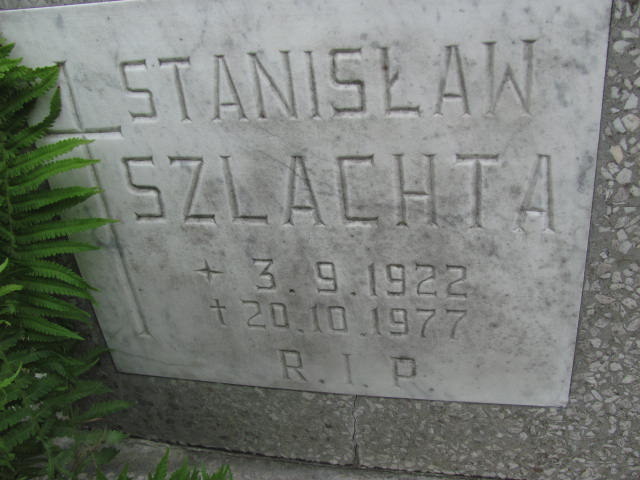 STANISŁAW
SZLACHTA
+ 3.9.1922
+ 20.10.1977
R.I.P.